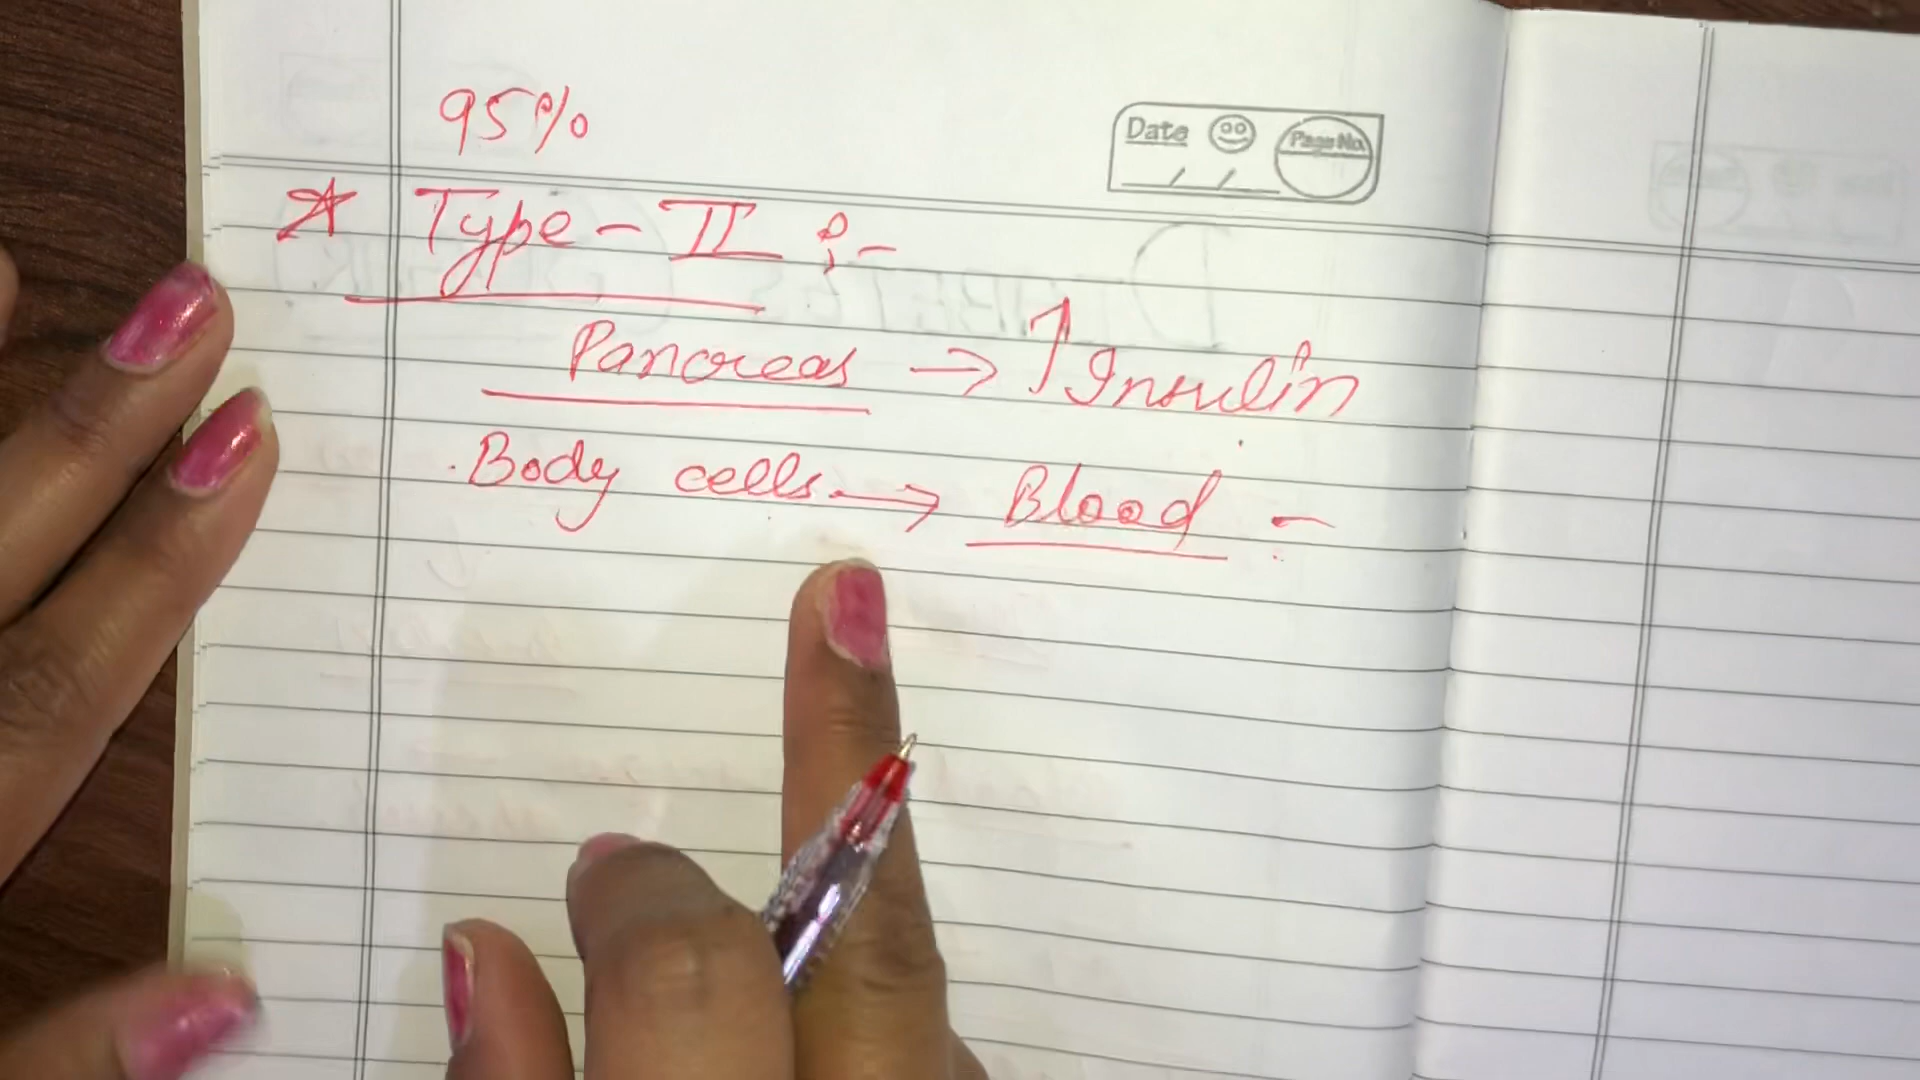 95%
Date Page No.
* Type - II :-
Pancreas → ↑ Insulin
Body cells → Blood -